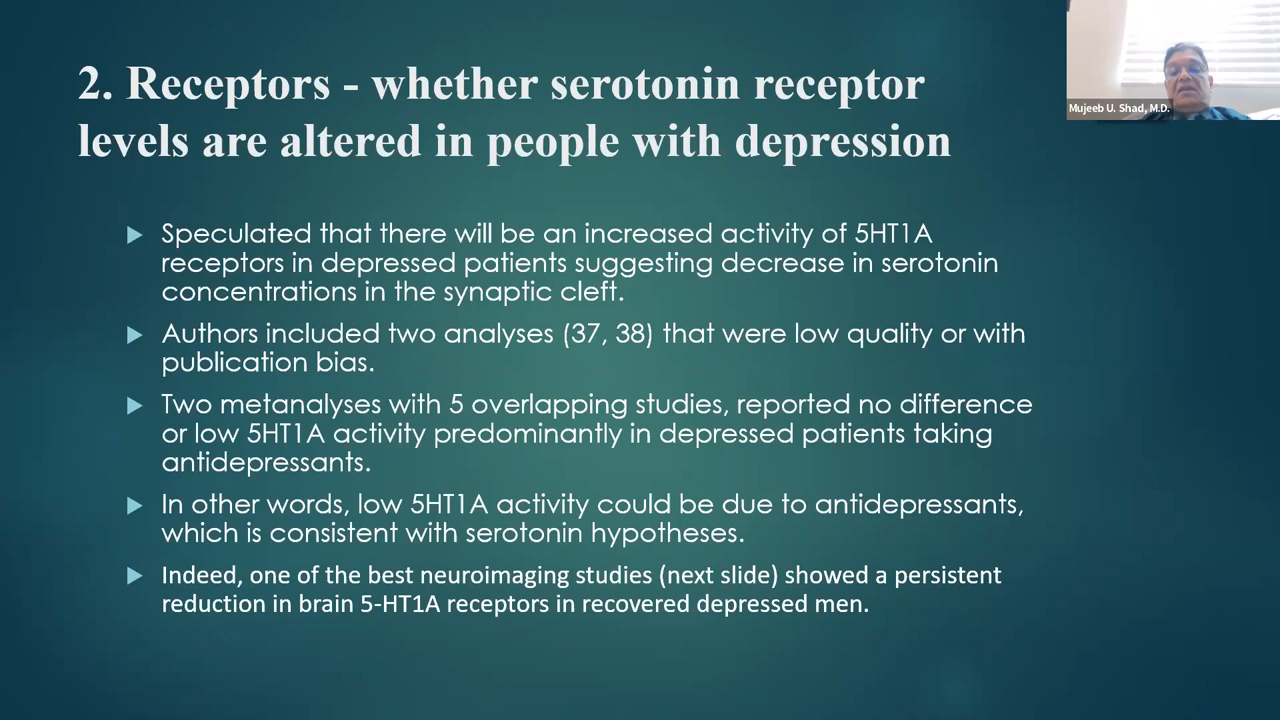 2. Receptors - whether serotonin receptor
levels are altered in people with depression
Mujeeb U. Shad, M.D.
Speculated that there will be an increased activity of 5HT1A
receptors in depressed patients suggesting decrease in serotonin
concentrations in the synaptic cleft.
Authors included two analyses (37, 38) that were low quality or with
publication bias.
Two metanalyses with 5 overlapping studies, reported no difference
or low 5HT1A activity predominantly in depressed patients taking
antidepressants.
In other words, low 5HT1A activity could be due to antidepressants,
which is consistent with serotonin hypotheses.
Indeed, one of the best neuroimaging studies (next slide) showed a persistent
reduction in brain 5-HT1A receptors in recovered depressed men.